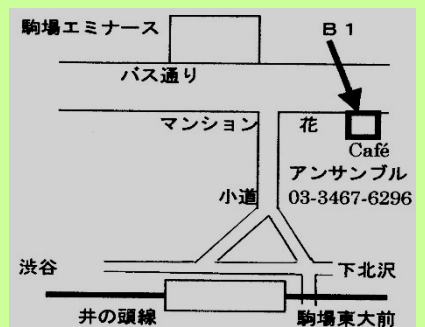 駒場エミナース
B1
バス通り
マンション
花
Café
アンサンブル
小道
03-3467-6296
渋谷
下北沢
井の頭線
駒場東大前